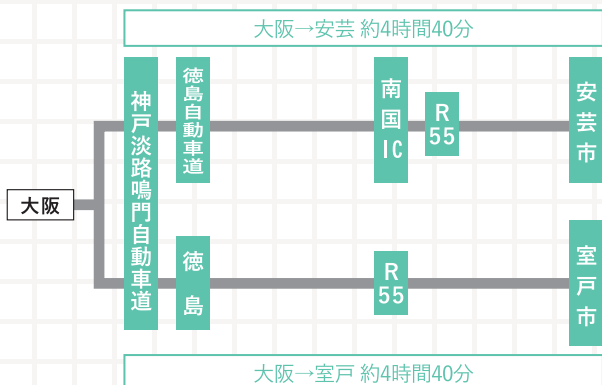 大阪→安芸 約4時間40分
大阪
神戸淡路鳴門自動車道
徳島自動車道
南国IC
R
55
安芸市
徳島
R
55
室戸市
大阪→室戸 約4時間40分